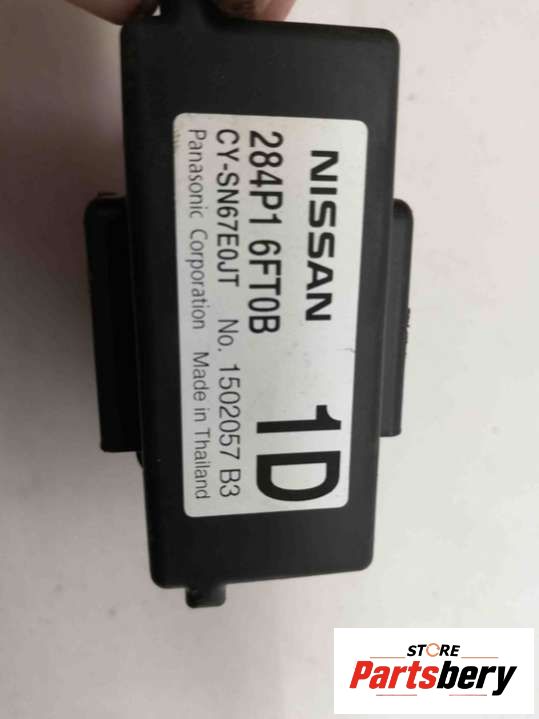 NISSAN
284P1 6FT0B 1D
CY-SN67E0JT No. 1502057 B3
Panasonic Corporation Made in Thailand
STORE
Partsbery